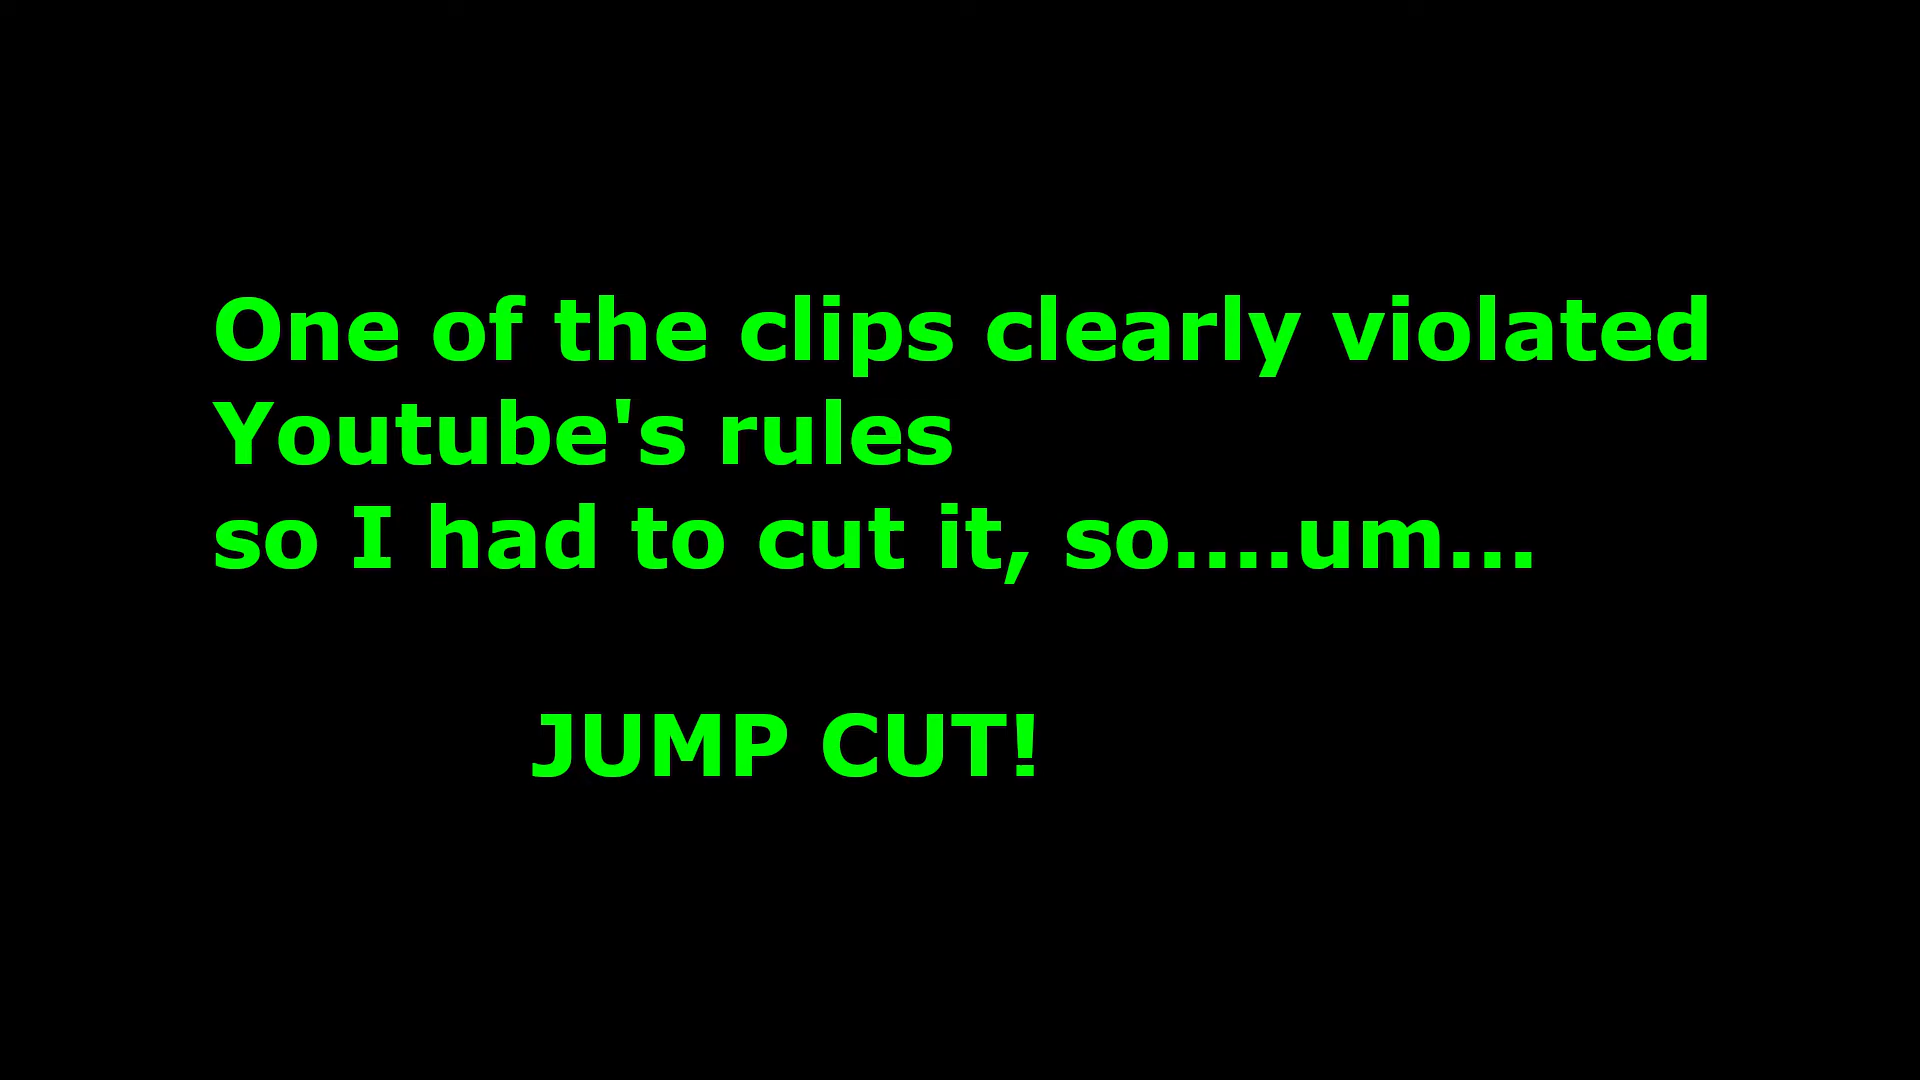 One of the clips clearly violated
Youtube's rules
so I had to cut it, so....um...
JUMP CUT!